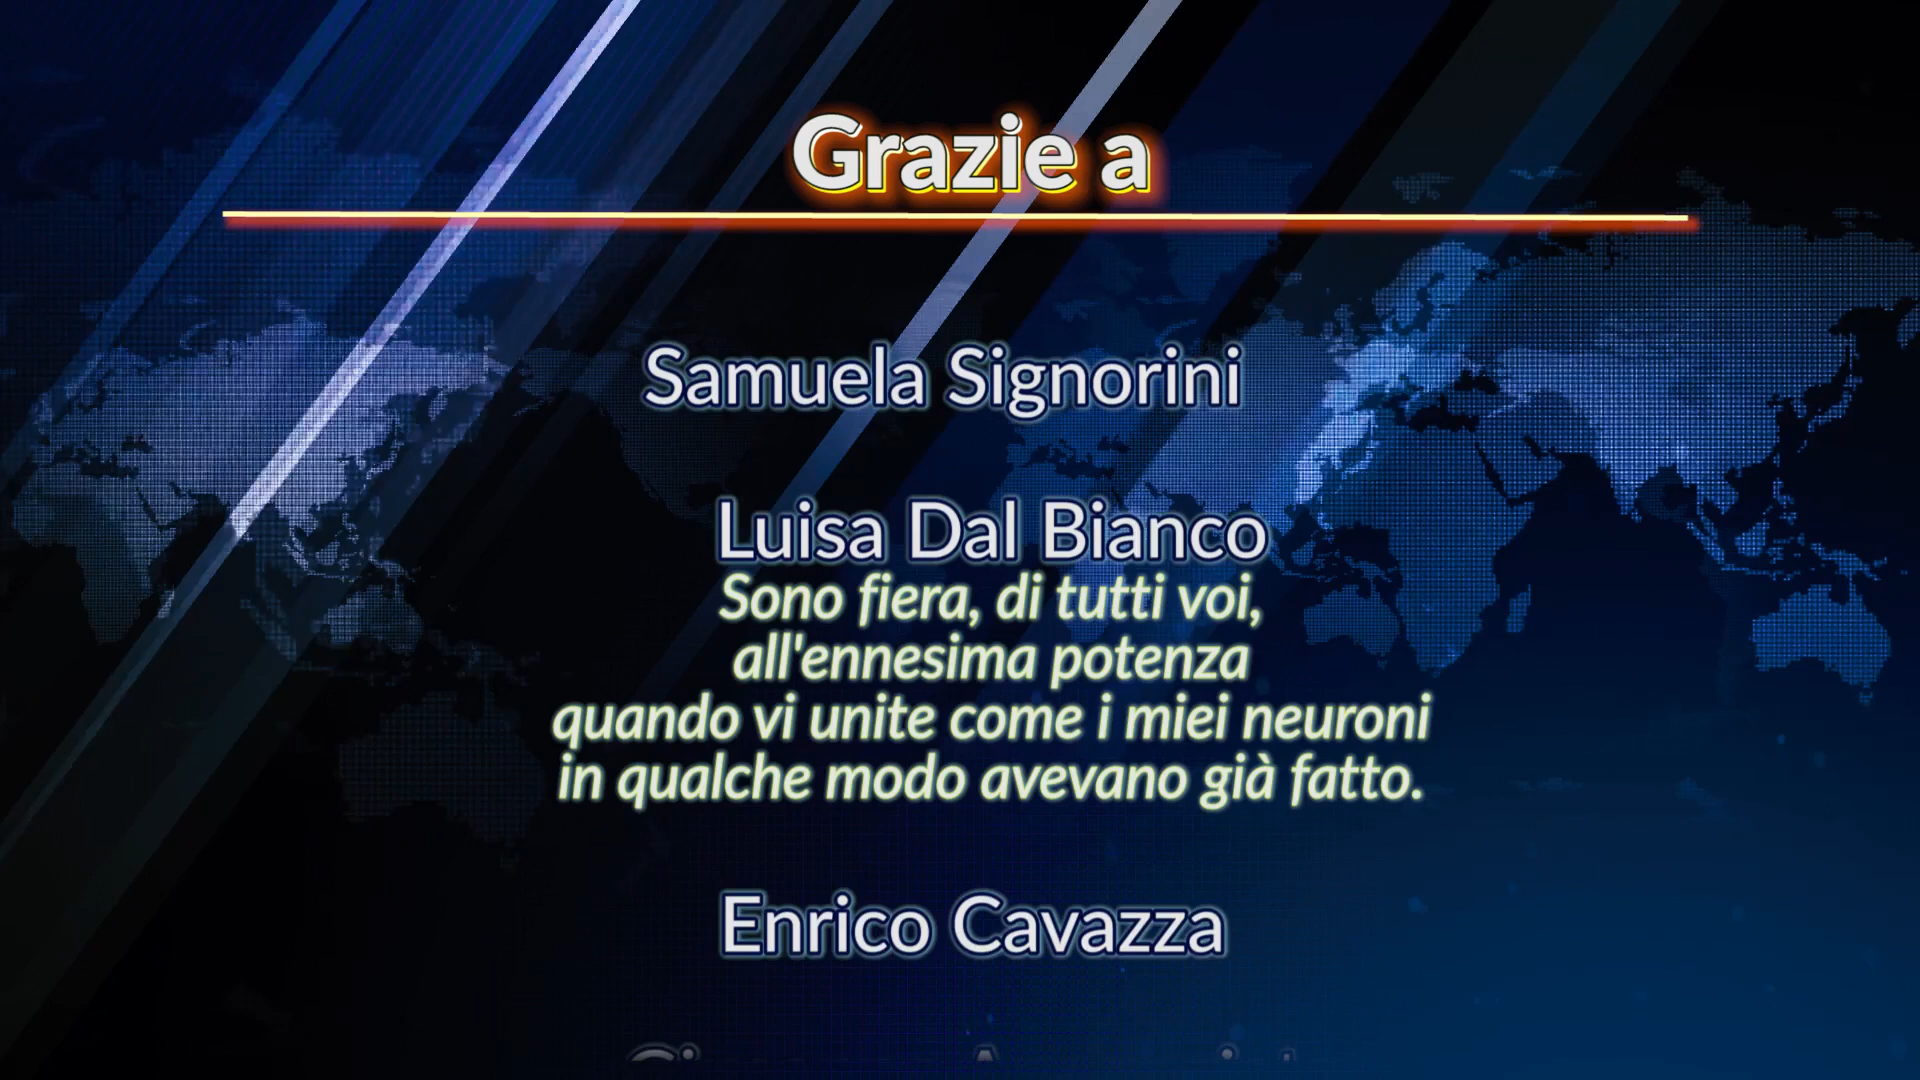 Grazie a
Samuela Signorini
Luisa Dal Bianco
Sono fiera, di tutti voi,
all'ennesima potenza
quando vi unite come i miei neuroni
in qualche modo avevano già fatto.
Enrico Cavazza